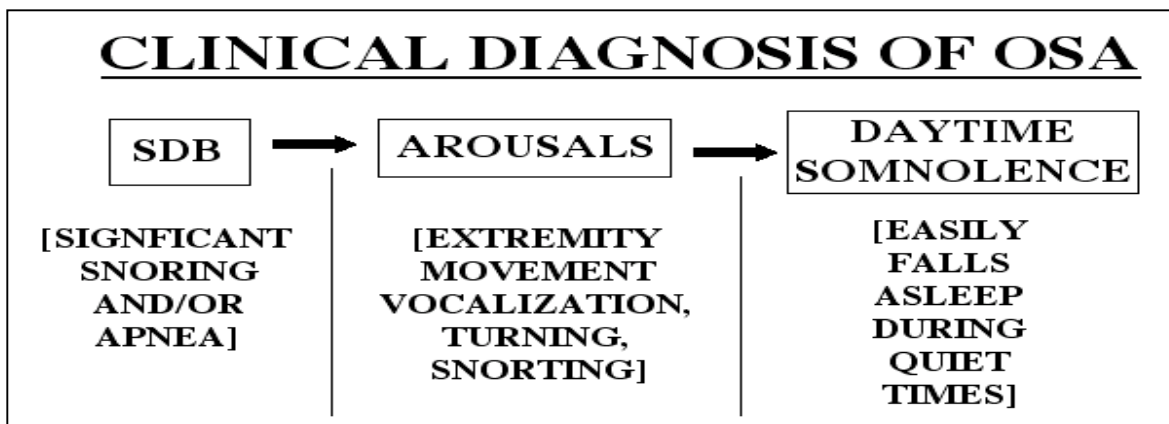 CLINICAL DIAGNOSIS OF OSA
SDB
[SIGNFICANT
SNORING
AND/OR
APNEA]
AROUSALS
[EXTREMITY
MOVEMENT
VOCALIZATION,
TURNING,
SNORTING]
DAYTIME
SOMNOLENCE
[EASILY
FALLS
ASLEEP
DURING
QUIET
TIMES]